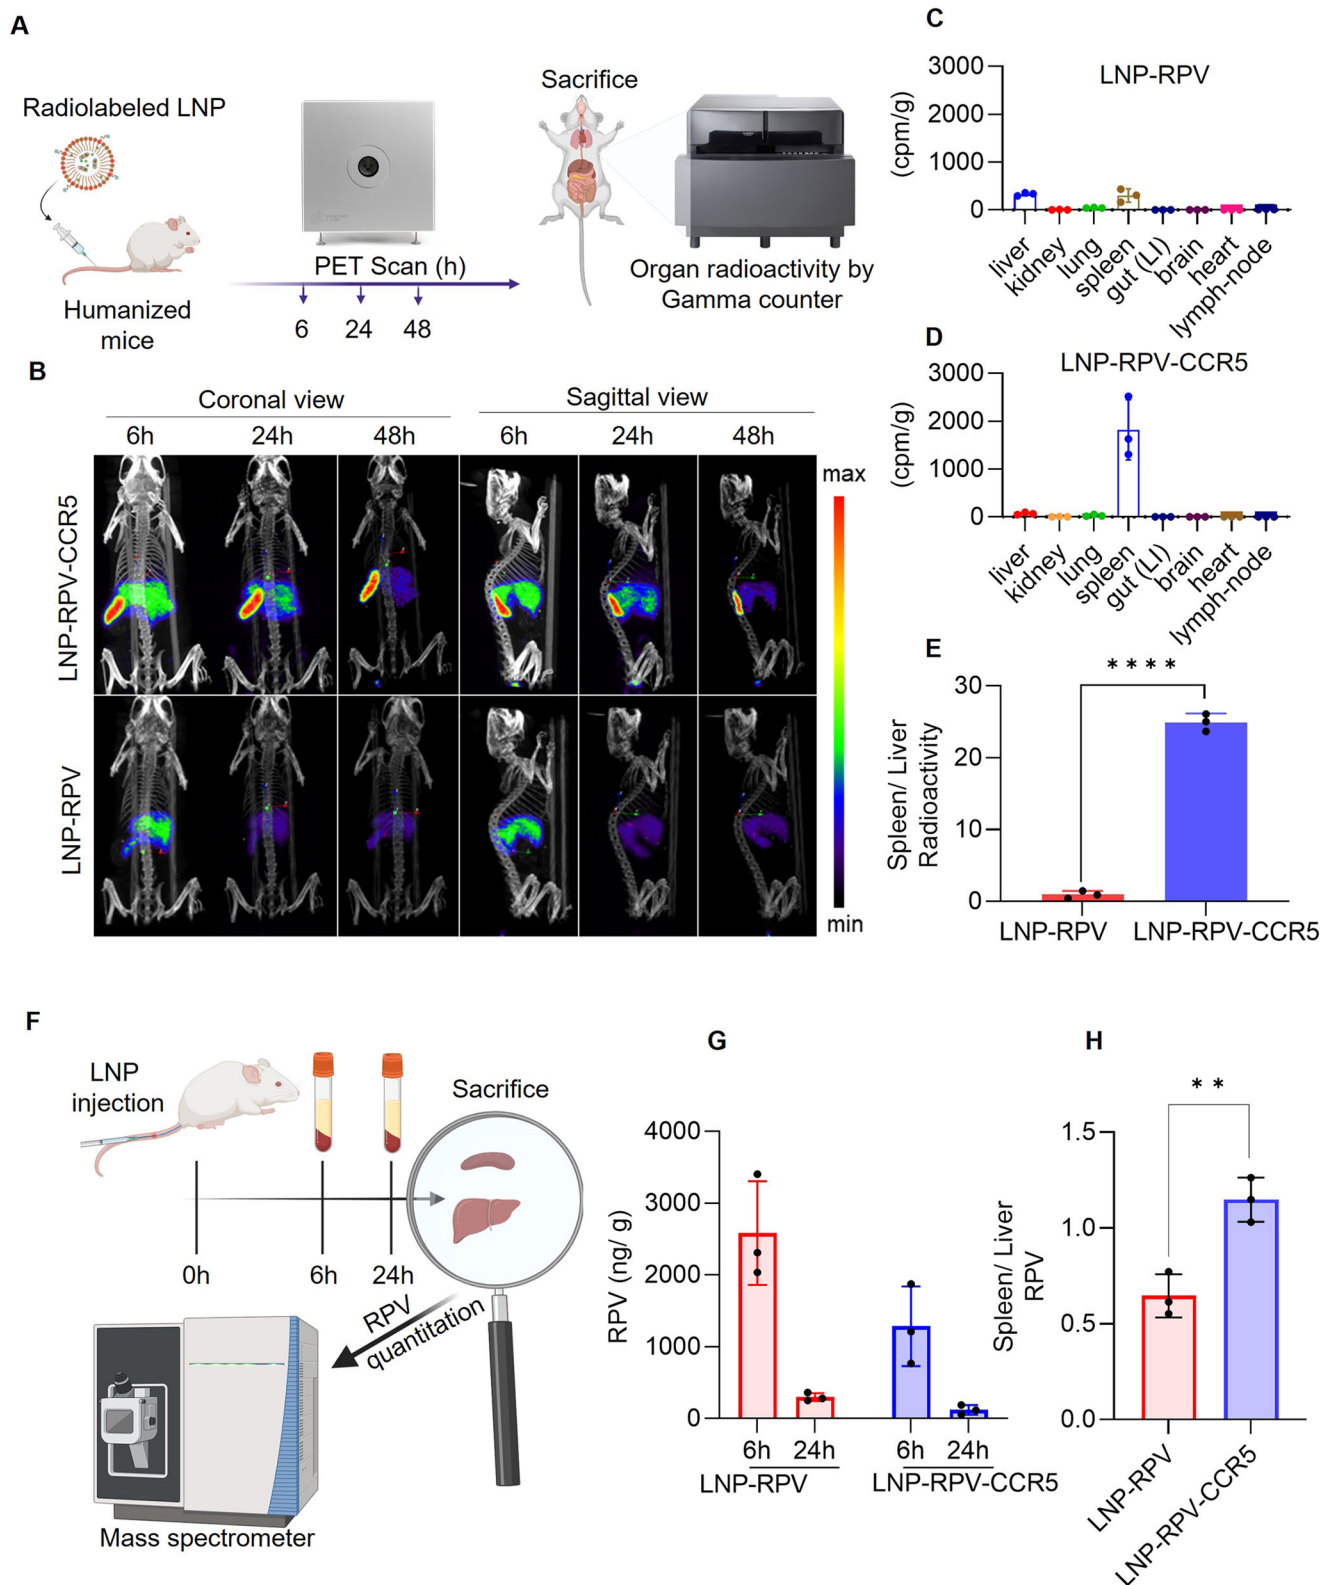 A
Radiolabeled LNP
Humanized
mice
PET Scan (h)
6
24
48
Sacrifice
Organ radioactivity by
Gamma counter
B
Coronal view
Sagittal view
6h
24h
48h
6h
24h
48h
LNP-RPV-CCR5
LNP-RPV
max
min
C
LNP-RPV
(cpm/g)
3000
2000
1000
0
liver
kidney
lung
spleen
gut (LI)
brain
heart
lymph-node
D
LNP-RPV-CCR5
(cpm/g)
3000
2000
1000
0
liver
kidney
lung
spleen
gut (LI)
brain
heart
lymph-node
E
****
Spleen/ Liver
Radioactivity
30
20
10
0
LNP-RPV
LNP-RPV-CCR5
F
LNP
injection
Sacrifice
0h
6h
24h
RPV
quantitation
Mass spectrometer
G
RPV (ng/ g)
4000
3000
2000
1000
0
6h
24h
6h
24h
LNP-RPV
LNP-RPV-CCR5
H
**
Spleen/ Liver
RPV
1.5
1.0
0.5
0.0
LNP-RPV
LNP-RPV-CCR5